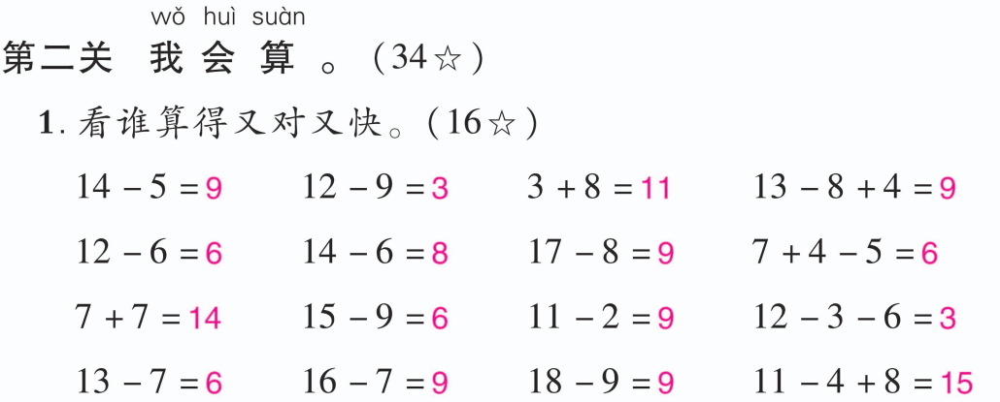 wǒ huì suàn
第二关 我会算。(34☆)
1. 看谁算得又对又快。(16☆)
14 − 5 = 9 12 − 9 = 3 3 + 8 = 11 13 − 8 + 4 = 9
12 − 6 = 6 14 − 6 = 8 17 − 8 = 9 7 + 4 − 5 = 6
7 + 7 = 14 15 − 9 = 6 11 − 2 = 9 12 − 3 − 6 = 3
13 − 7 = 6 16 − 7 = 9 18 − 9 = 9 11 − 4 + 8 = 15